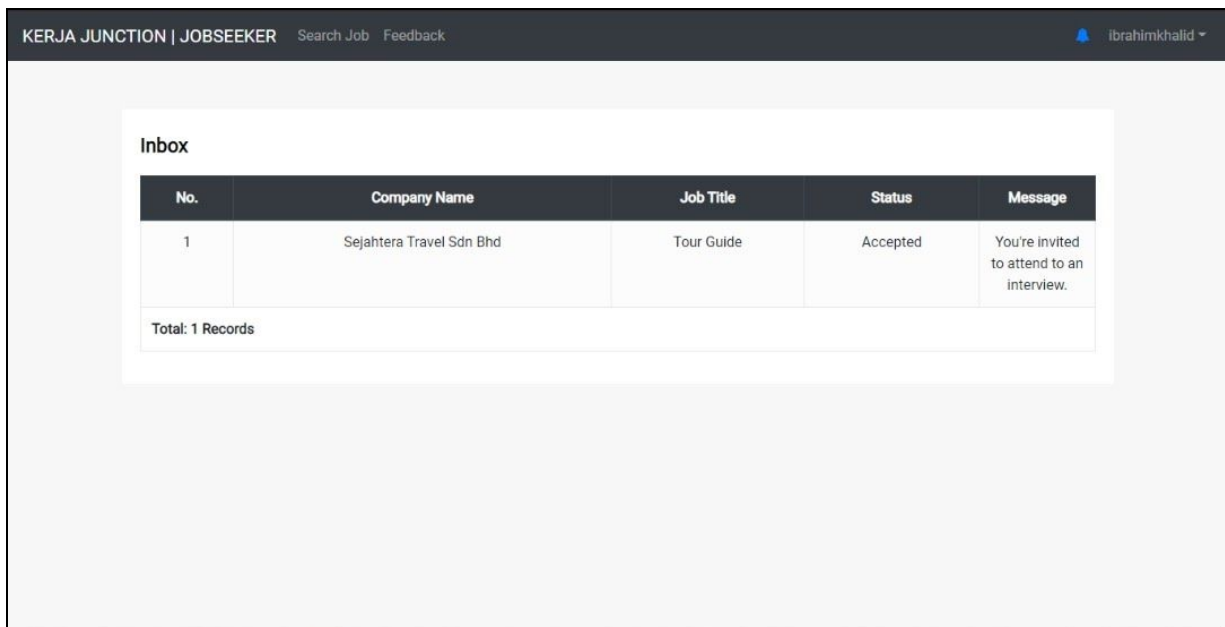 KERJA JUNCTION | JOBSEEKER Search Job Feedback ibrahimkhalid
Inbox
No. Company Name Job Title Status Message
1 Sejahtera Travel Sdn Bhd Tour Guide Accepted You're invited
to attend to an
interview.
Total: 1 Records